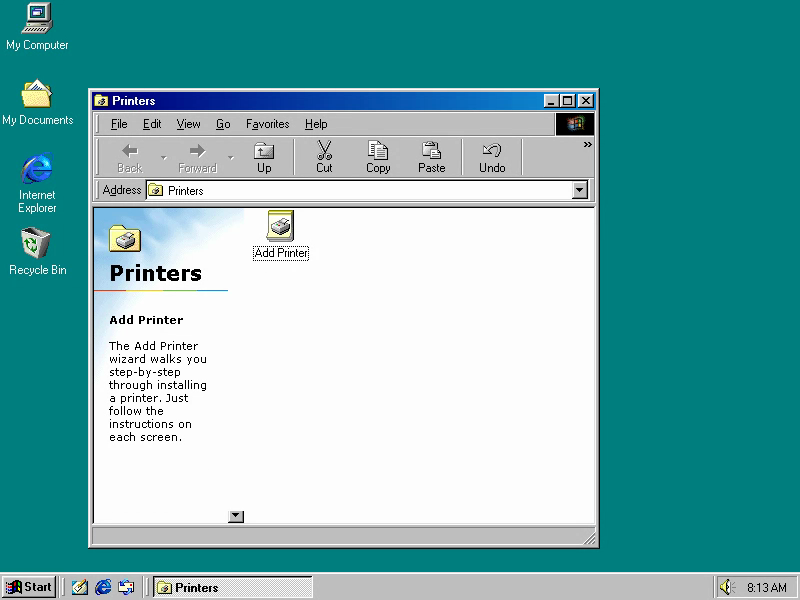 My Computer
My Documents
Internet
Explorer
Recycle Bin
Printers
File Edit View Go Favorites Help
Back Forward Up Cut Copy Paste Undo »
Address Printers
Printers
Add Printer
The Add Printer
wizard walks you
step-by-step
through installing
a printer. Just
follow the
instructions on
each screen.
Add Printer
Start Printers 8:13 AM